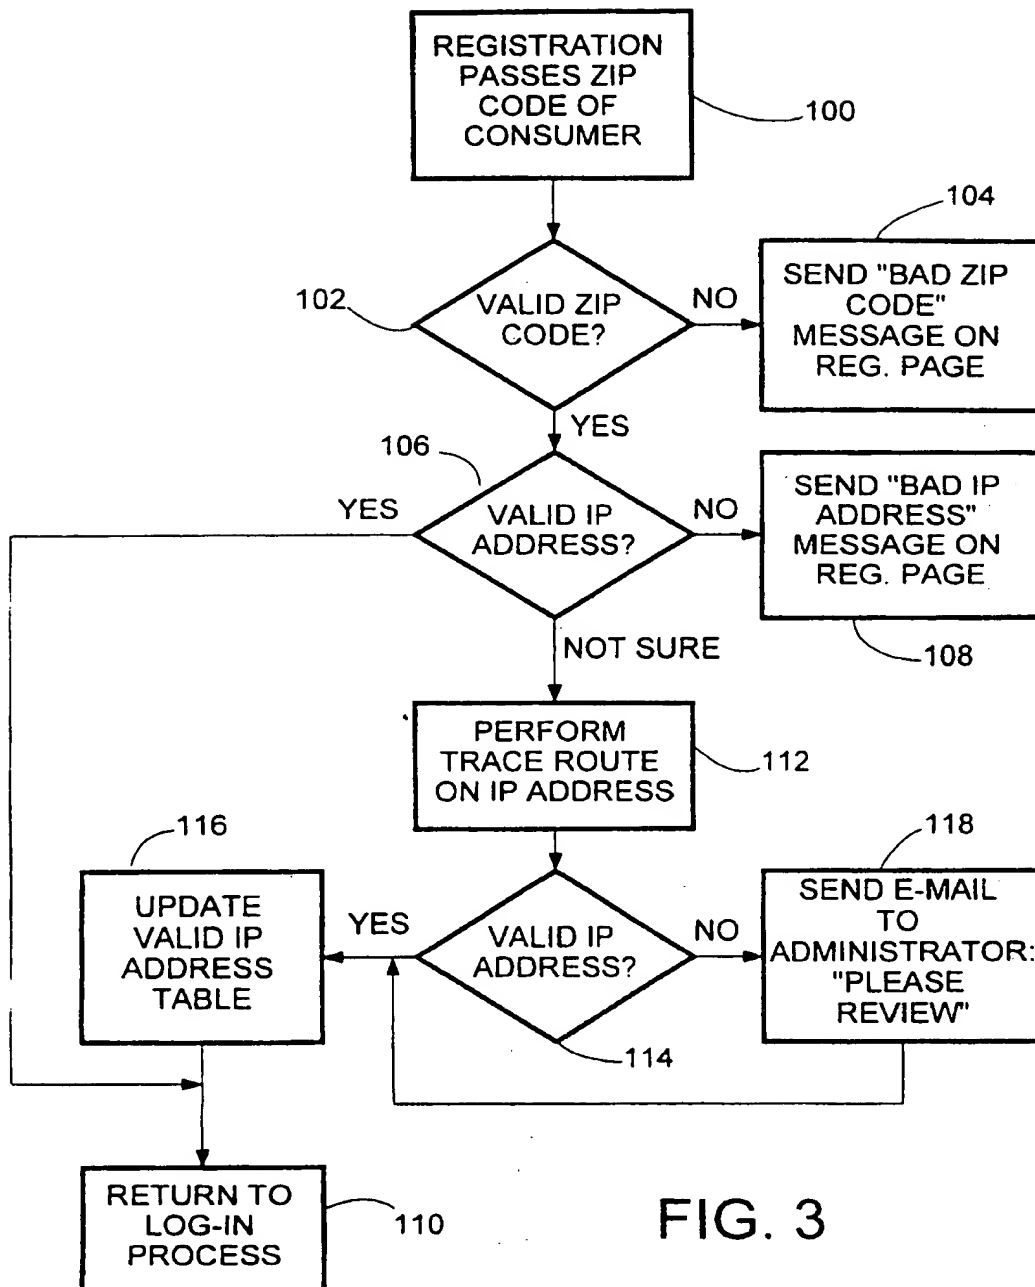 REGISTRATION
PASSES ZIP
CODE OF
CONSUMER
100
104
102
VALID ZIP
CODE?
NO
SEND "BAD ZIP
CODE"
MESSAGE ON
REG. PAGE
YES
106
YES
VALID IP
ADDRESS?
NO
SEND "BAD IP
ADDRESS"
MESSAGE ON
REG. PAGE
108
NOT SURE
PERFORM
TRACE ROUTE
ON IP ADDRESS
112
116
118
UPDATE
VALID IP
ADDRESS
TABLE
YES
VALID IP
ADDRESS?
NO
SEND E-MAIL
TO
ADMINISTRATOR:
"PLEASE
REVIEW"
114
RETURN TO
LOG-IN
PROCESS
110
FIG. 3